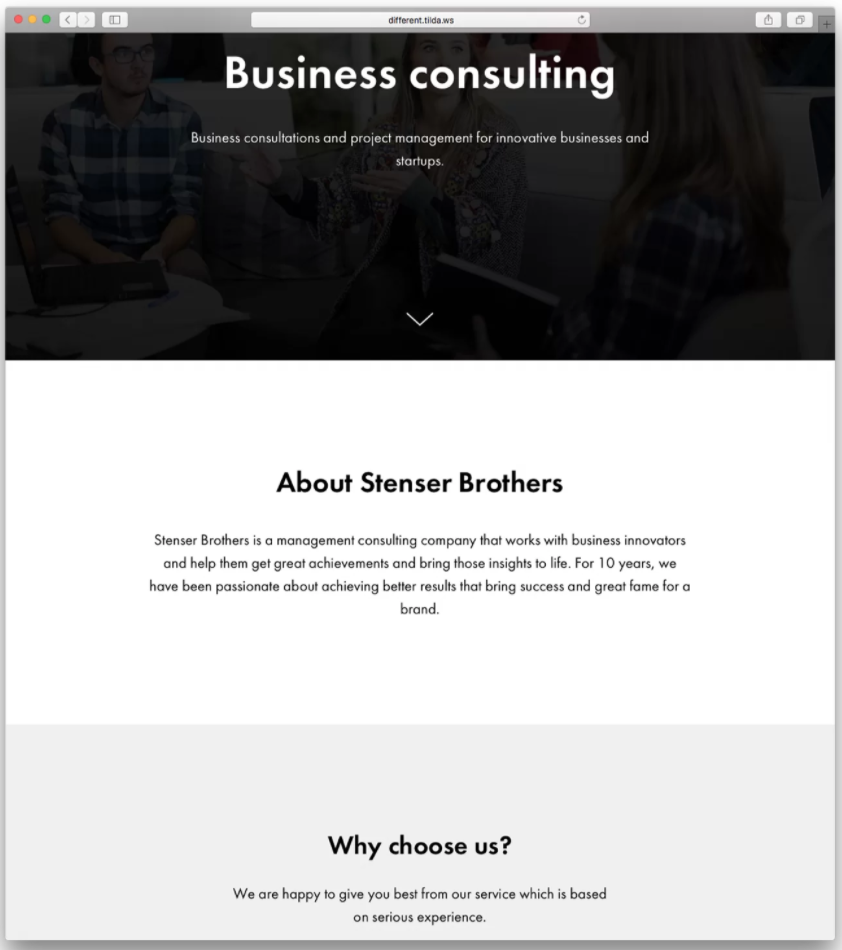 different.tilda.ws
Business consulting
Business consultations and project management for innovative businesses and
startups.
About Stenser Brothers
Stenser Brothers is a management consulting company that works with business innovators
and help them get great achievements and bring those insights to life. For 10 years, we
have been passionate about achieving better results that bring success and great fame for a
brand.
Why choose us?
We are happy to give you best from our service which is based
on serious experience.